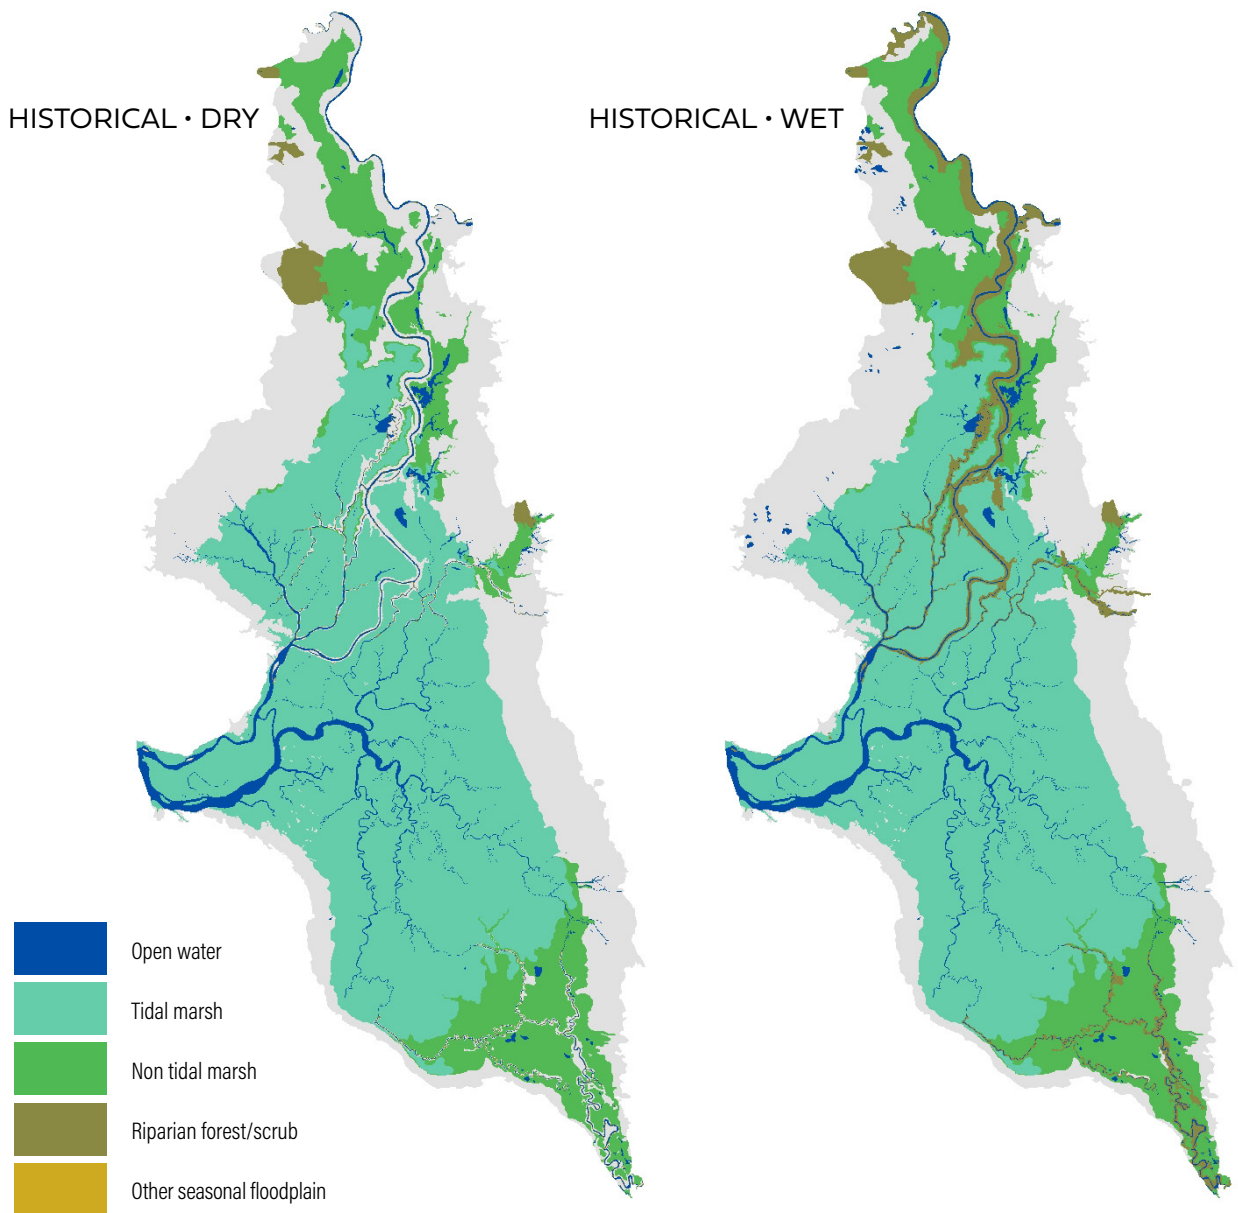 HISTORICAL • DRY
HISTORICAL • WET
Open water
Tidal marsh
Non tidal marsh
Riparian forest/scrub
Other seasonal floodplain